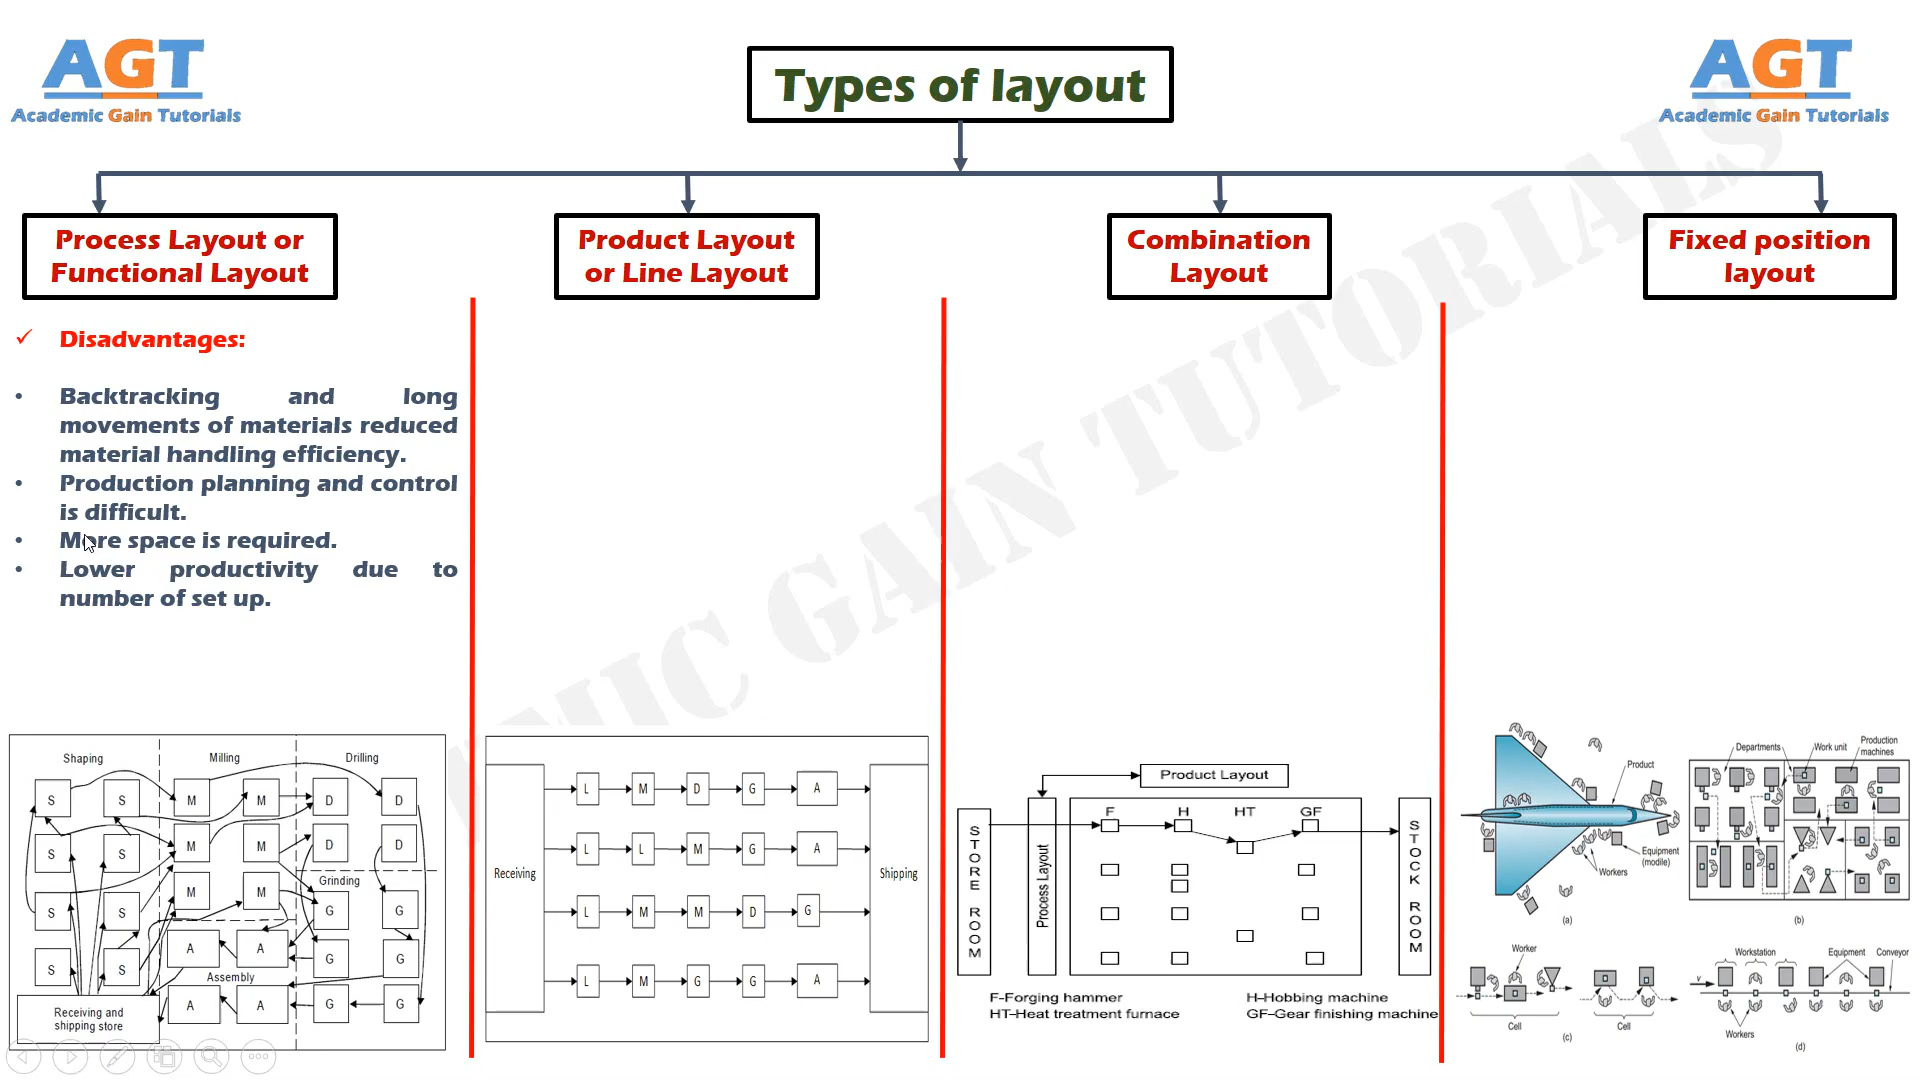 AGT
Academic Gain Tutorials
Types of layout
AGT
Academic Gain Tutorials
Process Layout or
Functional Layout
Product Layout
or Line Layout
Combination
Layout
Fixed position
layout
✓ Disadvantages:
• Backtracking and long
movements of materials reduced
material handling efficiency.
• Production planning and control
is difficult.
• More space is required.
• Lower productivity due to
number of set up.
MIC GAIN TUTORIALS
Shaping Milling Drilling
S S M M D D
S S M M D D
M M
Grinding
S S G G
A A G G
S S
Assembly
A A G G
Receiving and
shipping store
Receiving
L M D G A
L L M G A
L M M D G
L M G G A
Shipping
Product Layout
STORE ROOM
Process Layout
F H HT GF
STOCK ROOM
F-Forging hammer
HT-Heat treatment furnace
H-Hobbing machine
GF-Gear finishing machine
Product
Equipment
(modile)
Workers
(a)
Departments
Work unit
Production
machines
(b)
Worker
Cell
Cell
(c)
Workstation
Equipment
Conveyor
v
Workers
(d)